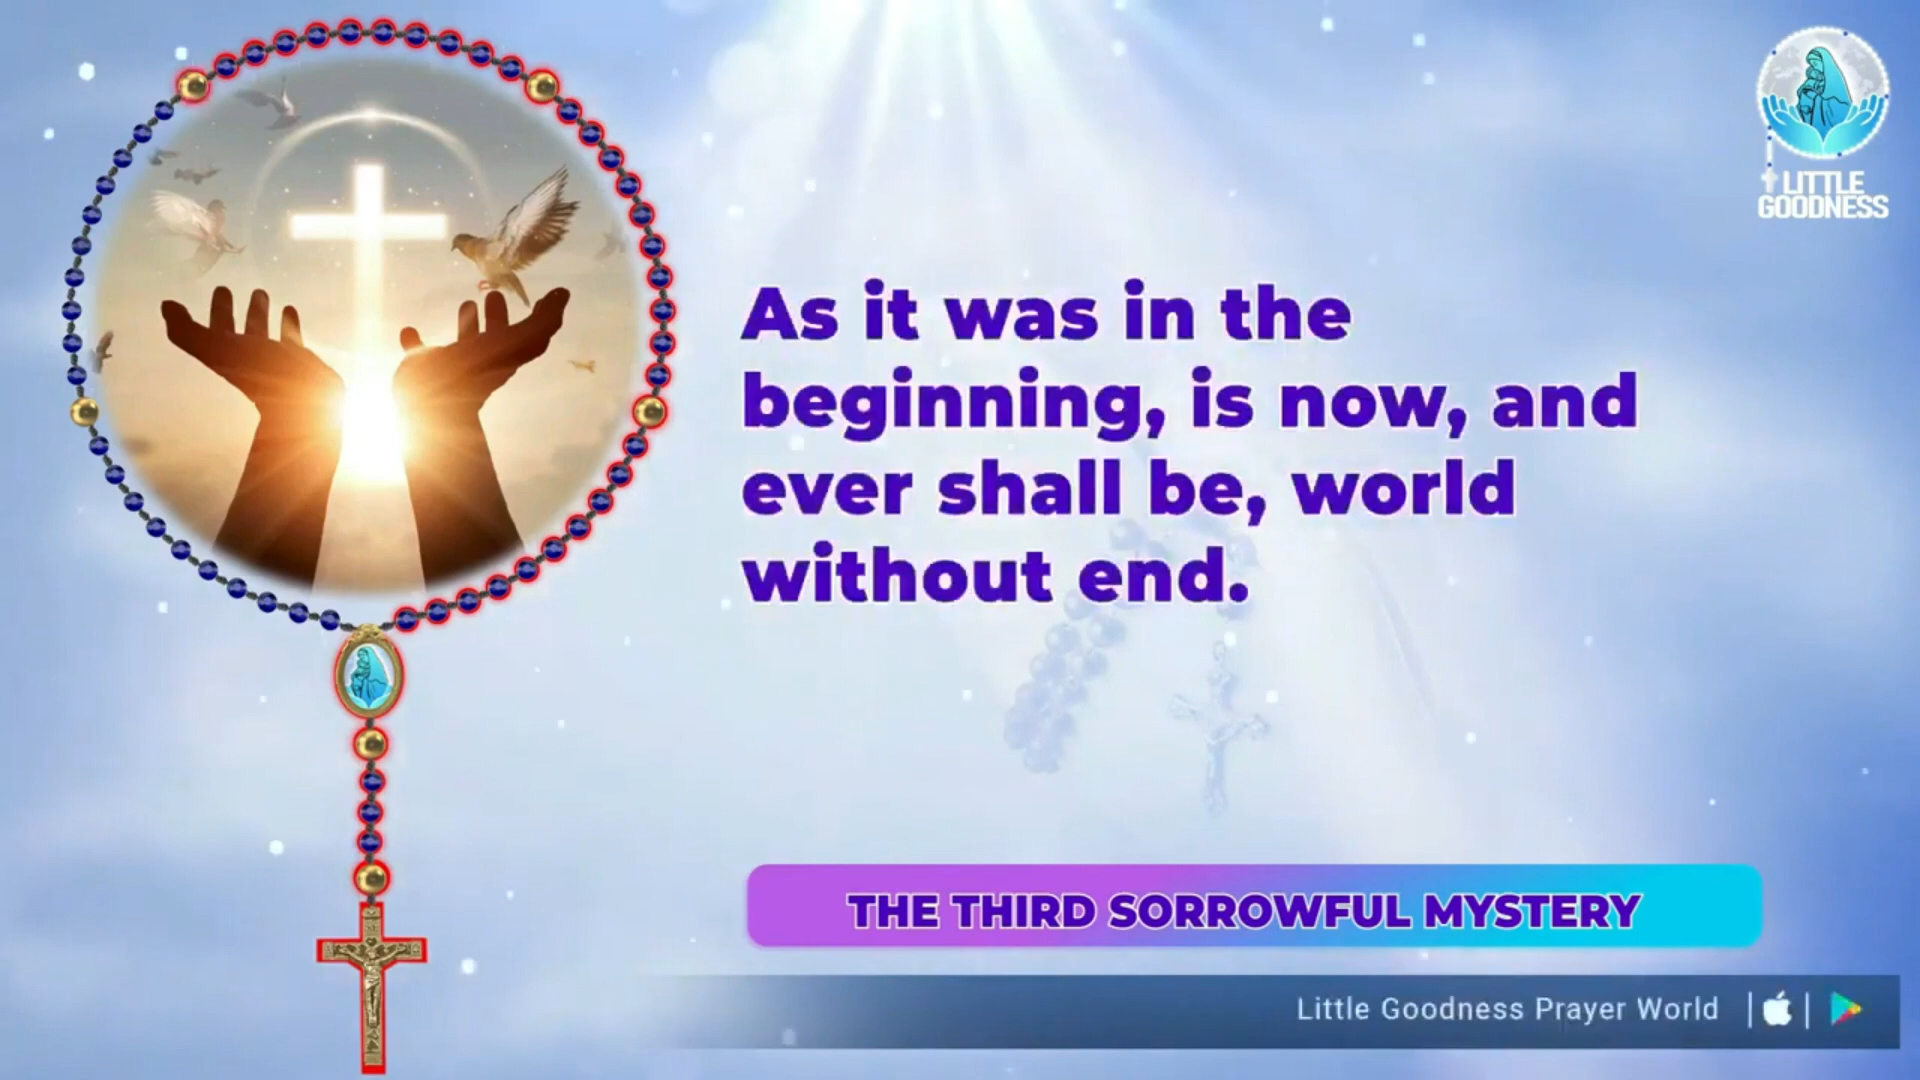 LITTLE
GOODNESS
As it was in the
beginning, is now, and
ever shall be, world
without end.
THE THIRD SORROWFUL MYSTERY
Little Goodness Prayer World